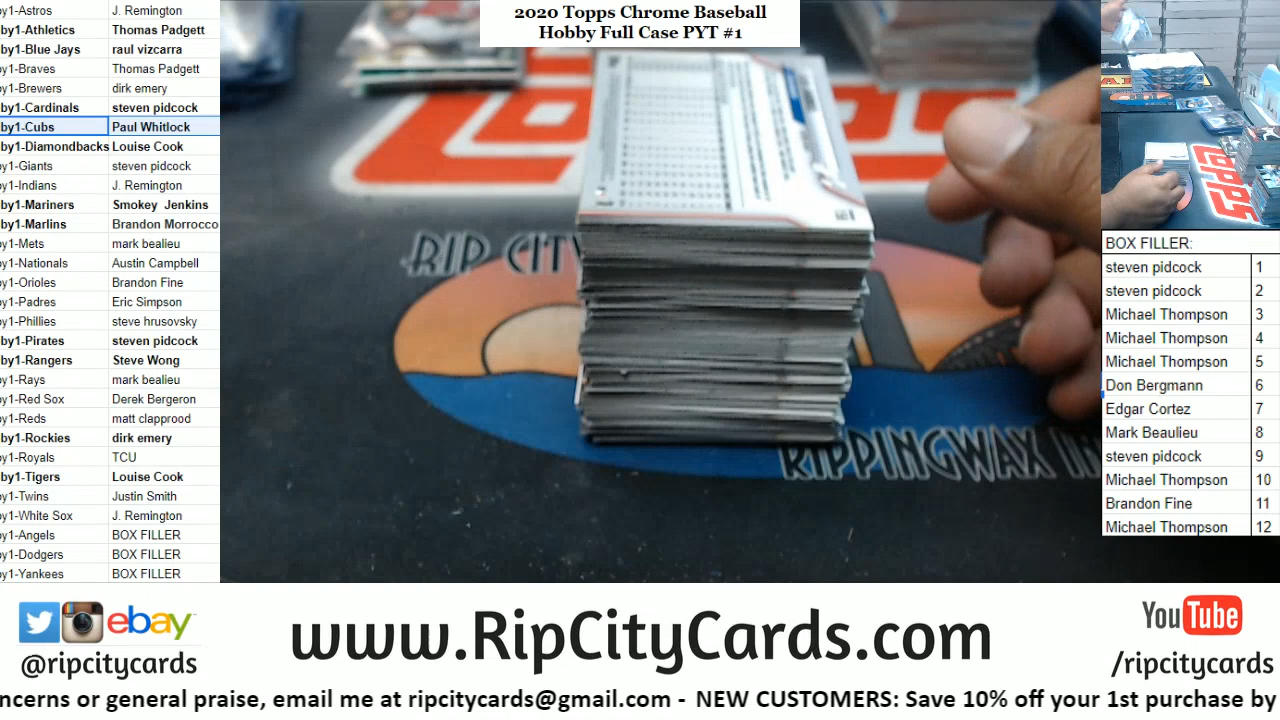 2020 Topps Chrome Baseball
Hobby Full Case PYT #1
by1-Astros J. Remington
by1-Athletics Thomas Padgett
by1-Blue Jays raul vizcarra
by1-Braves Thomas Padgett
by1-Brewers dirk emery
by1-Cardinals steven pidcock
by1-Cubs Paul Whitlock
by1-Diamondbacks Louise Cook
by1-Giants steven pidcock
by1-Indians J. Remington
by1-Mariners Smokey Jenkins
by1-Marlins Brandon Morrocco
by1-Mets mark bealieu
by1-Nationals Austin Campbell
by1-Orioles Brandon Fine
by1-Padres Eric Simpson
by1-Phillies steve hrusovsky
by1-Pirates steven pidcock
by1-Rangers Steve Wong
by1-Rays mark bealieu
by1-Red Sox Derek Bergeron
by1-Reds matt clapprood
by1-Rockies dirk emery
by1-Royals TCU
by1-Tigers Louise Cook
by1-Twins Justin Smith
by1-White Sox J. Remington
by1-Angels BOX FILLER
by1-Dodgers BOX FILLER
by1-Yankees BOX FILLER
RIP CITY
RIPPINGWAX IN
Topps
BOX FILLER:
steven pidcock 1
steven pidcock 2
Michael Thompson 3
Michael Thompson 4
Michael Thompson 5
Don Bergmann 6
Edgar Cortez 7
Mark Beaulieu 8
steven pidcock 9
Michael Thompson 10
Brandon Fine 11
Michael Thompson 12
ebay
@ripcitycards
www.RipCityCards.com
YouTube
/ripcitycards
ncerns or general praise, email me at ripcitycards@gmail.com - NEW CUSTOMERS: Save 10% off your 1st purchase by